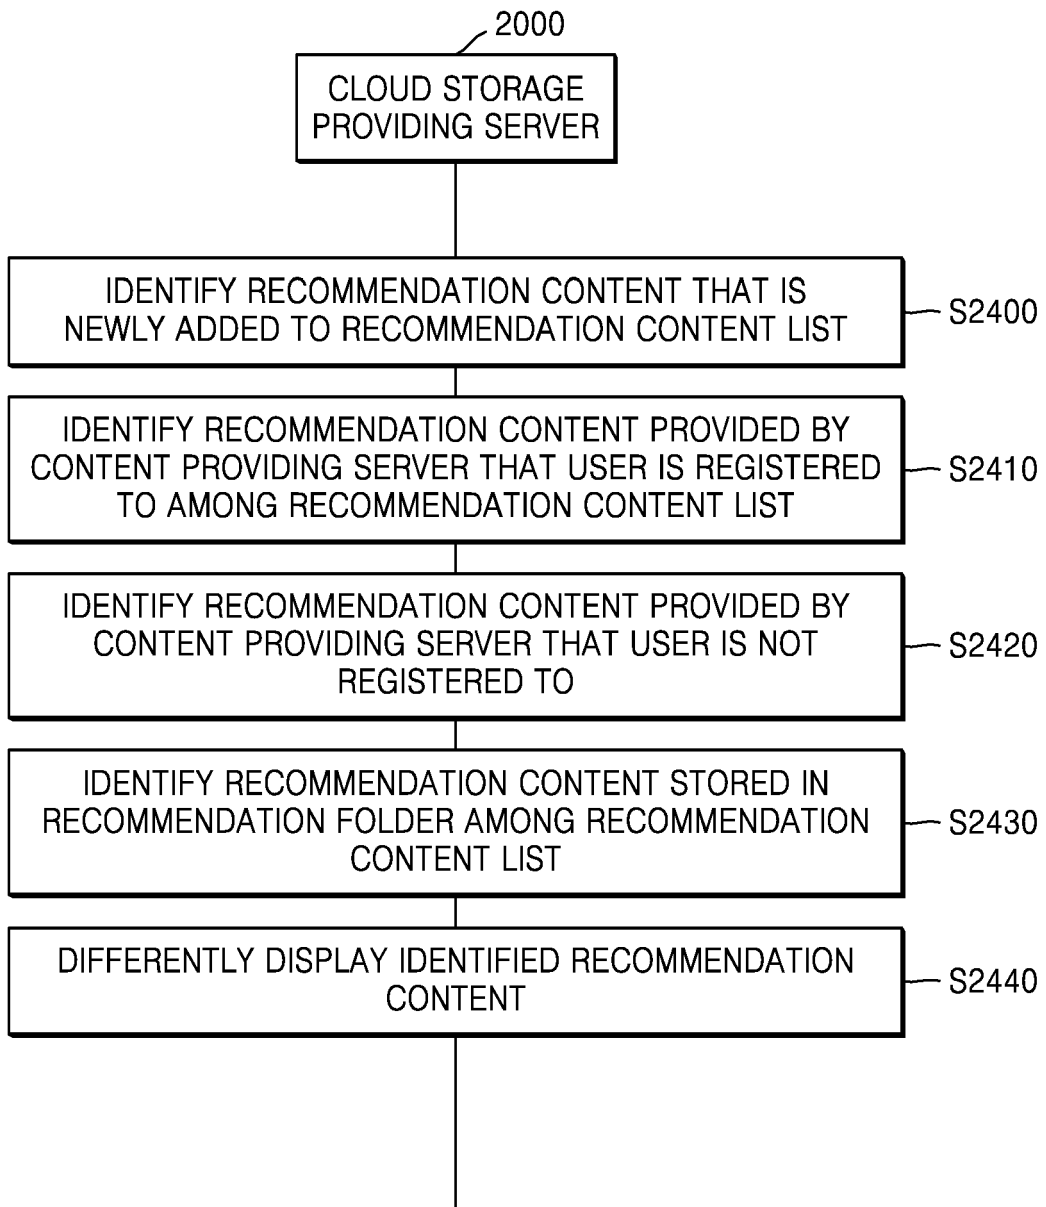 2000
CLOUD STORAGE
PROVIDING SERVER
IDENTIFY RECOMMENDATION CONTENT THAT IS
NEWLY ADDED TO RECOMMENDATION CONTENT LIST
S2400
IDENTIFY RECOMMENDATION CONTENT PROVIDED BY
CONTENT PROVIDING SERVER THAT USER IS REGISTERED
TO AMONG RECOMMENDATION CONTENT LIST
S2410
IDENTIFY RECOMMENDATION CONTENT PROVIDED BY
CONTENT PROVIDING SERVER THAT USER IS NOT
REGISTERED TO
S2420
IDENTIFY RECOMMENDATION CONTENT STORED IN
RECOMMENDATION FOLDER AMONG RECOMMENDATION
CONTENT LIST
S2430
DIFFERENTLY DISPLAY IDENTIFIED RECOMMENDATION
CONTENT
S2440